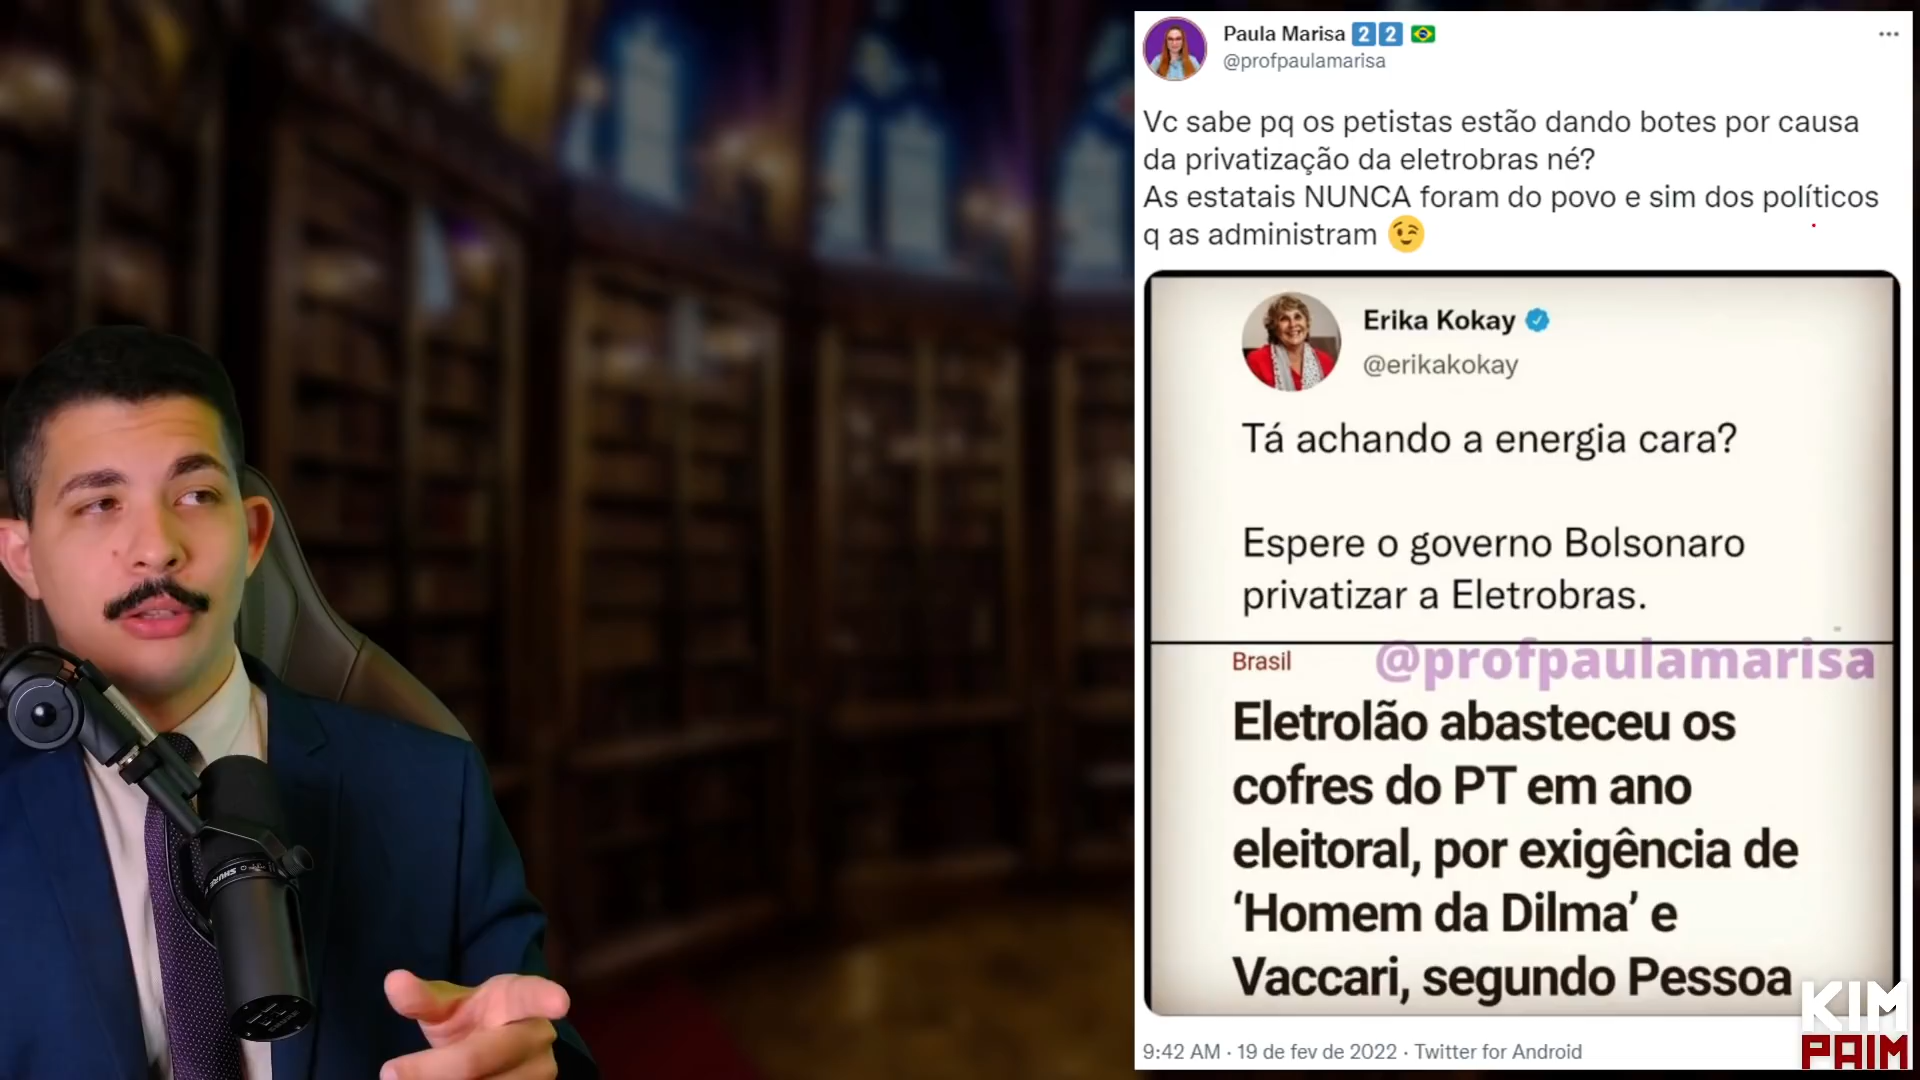 Paula Marisa 22
@profpaulamarisa
Vc sabe pq os petistas estão dando botes por causa
da privatização da eletrobras né?
As estatais NUNCA foram do povo e sim dos políticos
q as administram 😉
Erika Kokay
@erikakokay
Tá achando a energia cara?
Espere o governo Bolsonaro
privatizar a Eletrobras.
Brasil
@profpaulamarisa
Eletrolão abasteceu os
cofres do PT em ano
eleitoral, por exigência de
‘Homem da Dilma’ e
Vaccari, segundo Pessoa
9:42 AM · 19 de fev de 2022 · Twitter for Android
KIM
PAIM
SHURE